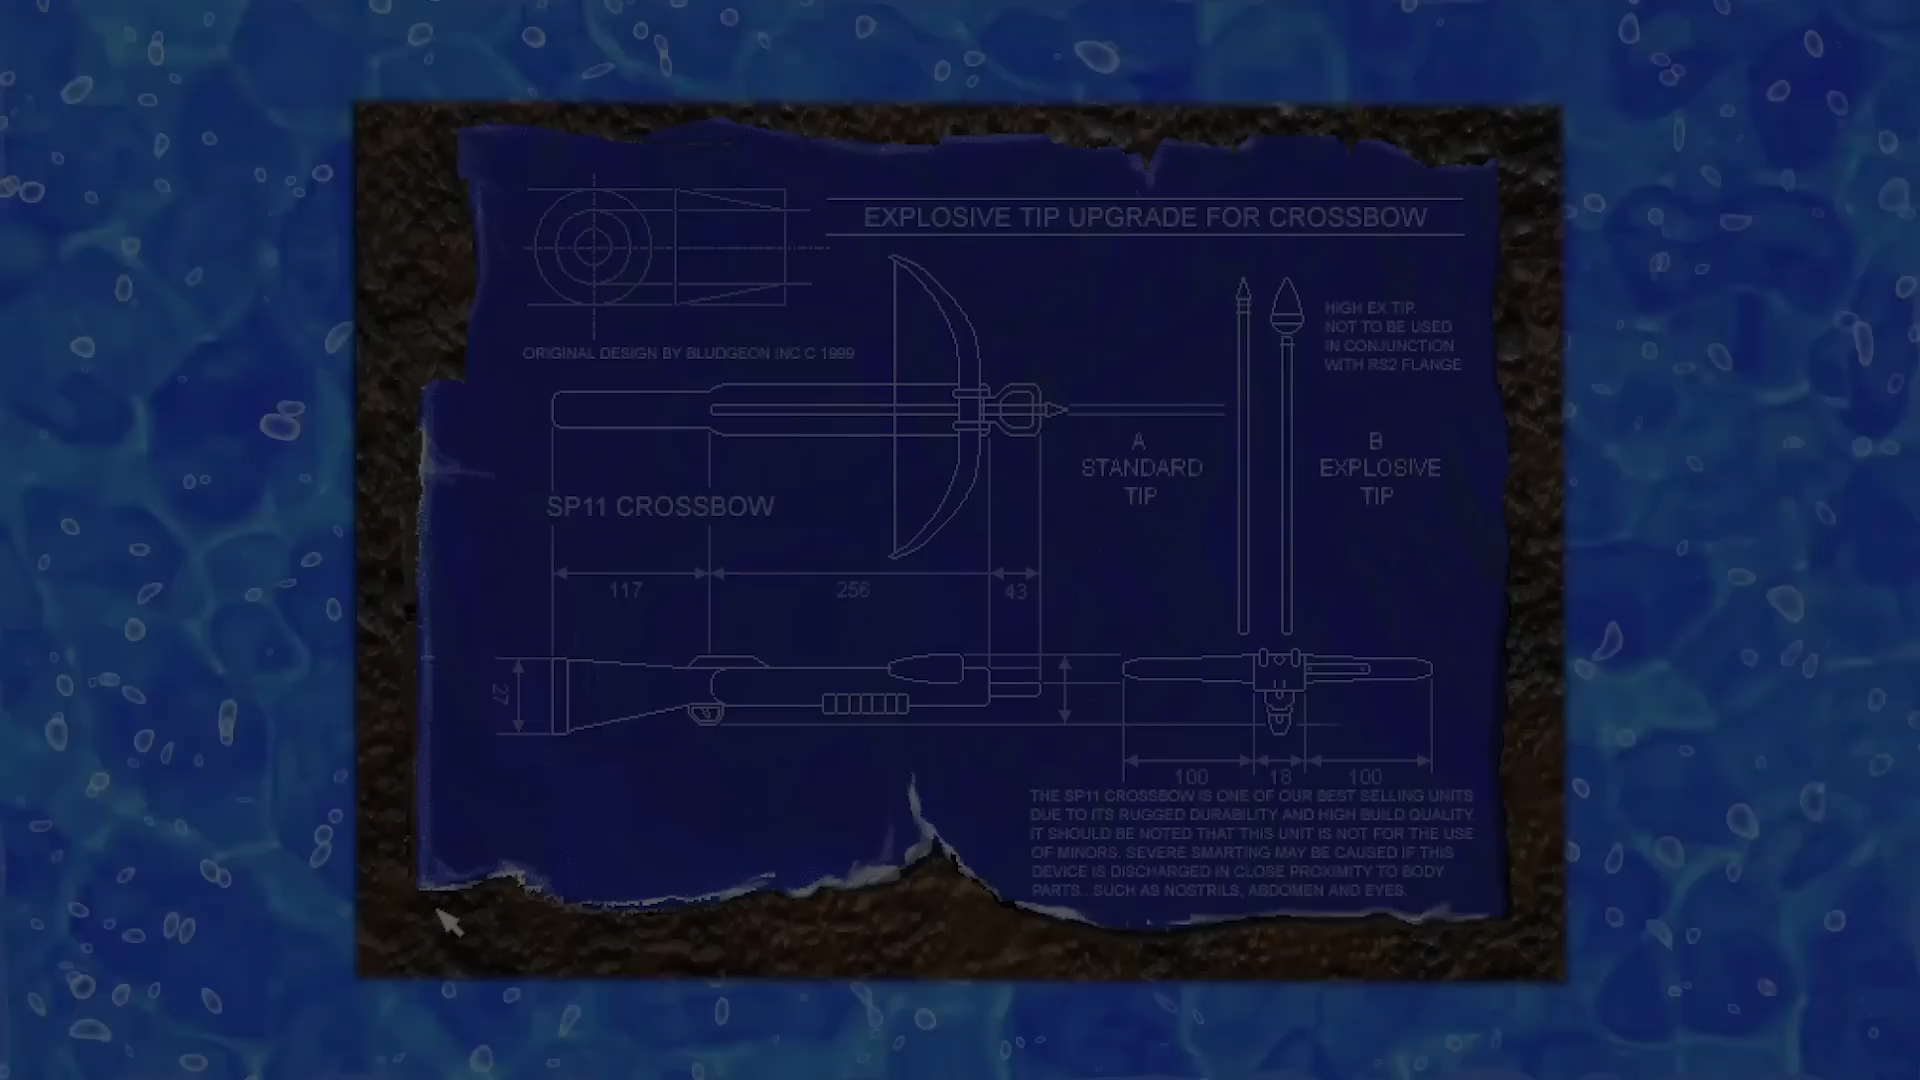 EXPLOSIVE TIP UPGRADE FOR CROSSBOW
HIGH EX TIP.
NOT TO BE USED
IN CONJUNCTION
WITH RS2 FLANGE
ORIGINAL DESIGN BY BLUDGEON INC C 1999
A
STANDARD
TIP
B
EXPLOSIVE
TIP
SP11 CROSSBOW
117
256
43
27
100
18
100
THE SP11 CROSSBOW IS ONE OF OUR BEST SELLING UNITS
DUE TO ITS RUGGED DURABILITY AND HIGH BUILD QUALITY.
IT SHOULD BE NOTED THAT THIS UNIT IS NOT FOR THE USE
OF MINORS. SEVERE SMARTING MAY BE CAUSED IF THIS
DEVICE IS DISCHARGED IN CLOSE PROXIMITY TO BODY
PARTS...SUCH AS NOSTRILS, ABDOMEN AND EYES.